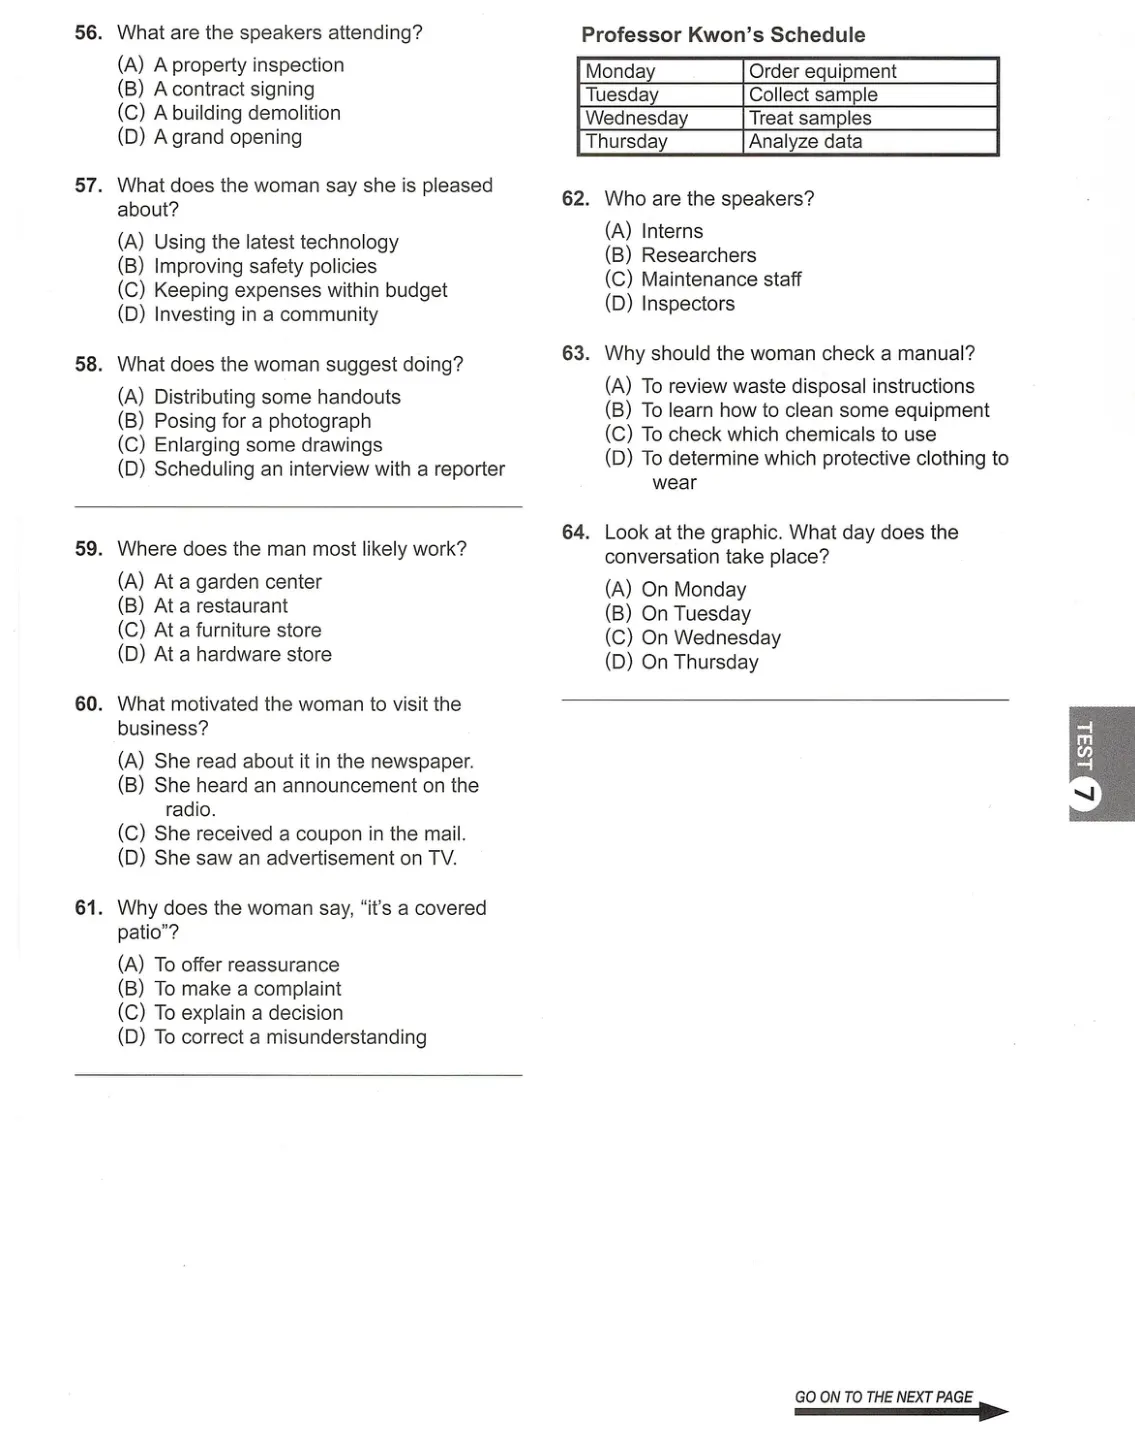 56. What are the speakers attending?
(A) A property inspection
(B) A contract signing
(C) A building demolition
(D) A grand opening
57. What does the woman say she is pleased
about?
(A) Using the latest technology
(B) Improving safety policies
(C) Keeping expenses within budget
(D) Investing in a community
58. What does the woman suggest doing?
(A) Distributing some handouts
(B) Posing for a photograph
(C) Enlarging some drawings
(D) Scheduling an interview with a reporter
59. Where does the man most likely work?
(A) At a garden center
(B) At a restaurant
(C) At a furniture store
(D) At a hardware store
60. What motivated the woman to visit the
business?
(A) She read about it in the newspaper.
(B) She heard an announcement on the
radio.
(C) She received a coupon in the mail.
(D) She saw an advertisement on TV.
61. Why does the woman say, “it’s a covered
patio”?
(A) To offer reassurance
(B) To make a complaint
(C) To explain a decision
(D) To correct a misunderstanding
Professor Kwon’s Schedule
Monday Order equipment
Tuesday Collect sample
Wednesday Treat samples
Thursday Analyze data
62. Who are the speakers?
(A) Interns
(B) Researchers
(C) Maintenance staff
(D) Inspectors
63. Why should the woman check a manual?
(A) To review waste disposal instructions
(B) To learn how to clean some equipment
(C) To check which chemicals to use
(D) To determine which protective clothing to
wear
64. Look at the graphic. What day does the
conversation take place?
(A) On Monday
(B) On Tuesday
(C) On Wednesday
(D) On Thursday
TEST 7
GO ON TO THE NEXT PAGE